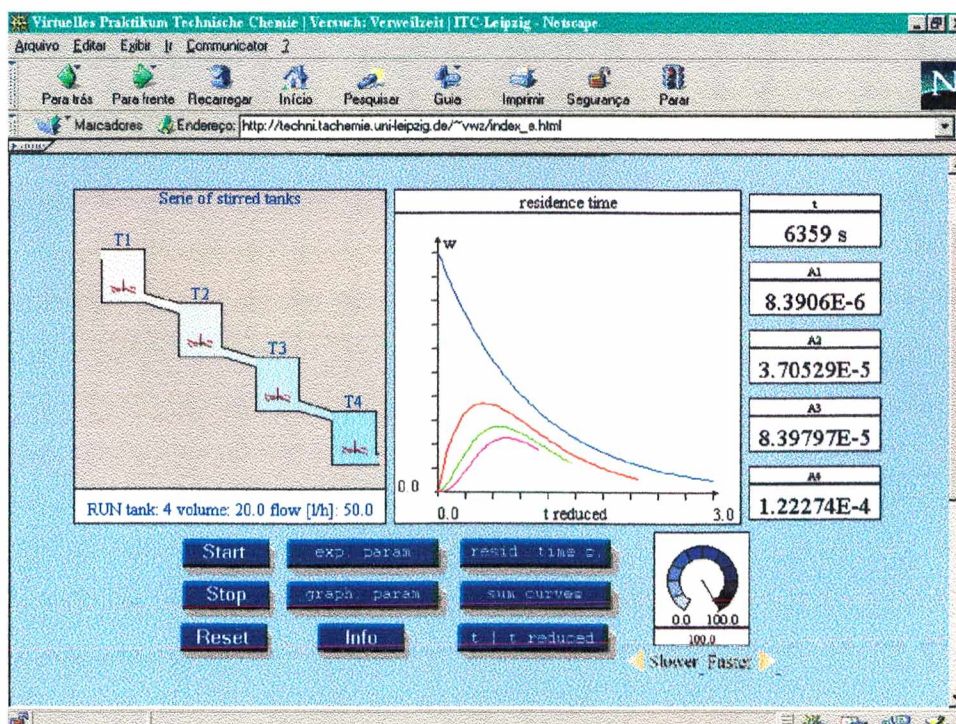 Virtuelles Praktikum Technische Chemie | Versuch: Verweilzeit | ITC-Leipzig - Netscape
Arquivo Editar Exibir Ir Communicator ?
Para trás Para frente Recarregar Início Pesquisar Guia Imprimir Segurança Parar
N
Marcadores Endereço: http://techni.tachemie.uni-leipzig.de/~vwz/index_e.html
Serie of stirred tanks
T1
T2
T3
T4
RUN tank: 4 volume: 20.0 flow [l/h]: 50.0
residence time
w
0.0
0.0 t reduced 3.0
t
6359 s
A1
8.3906E-6
A2
3.70529E-5
A3
8.39797E-5
A4
1.22274E-4
Start exp. param resid. time c.
Stop graph. param sum curves
Reset Info t | t reduced
0.0 100.0
100.0
Slower Faster